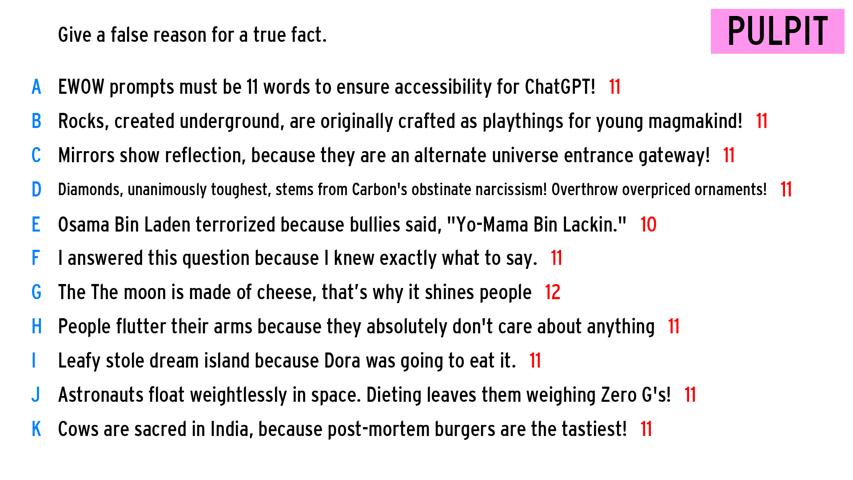 Give a false reason for a true fact.
PULPIT
A EWOW prompts must be 11 words to ensure accessibility for ChatGPT! 11
B Rocks, created underground, are originally crafted as playthings for young magmakind! 11
C Mirrors show reflection, because they are an alternate universe entrance gateway! 11
D Diamonds, unanimously toughest, stems from Carbon's obstinate narcissism! Overthrow overpriced ornaments! 11
E Osama Bin Laden terrorized because bullies said, "Yo-Mama Bin Lackin." 10
F I answered this question because I knew exactly what to say. 11
G The The moon is made of cheese, that’s why it shines people 12
H People flutter their arms because they absolutely don't care about anything 11
I Leafy stole dream island because Dora was going to eat it. 11
J Astronauts float weightlessly in space. Dieting leaves them weighing Zero G's! 11
K Cows are sacred in India, because post-mortem burgers are the tastiest! 11